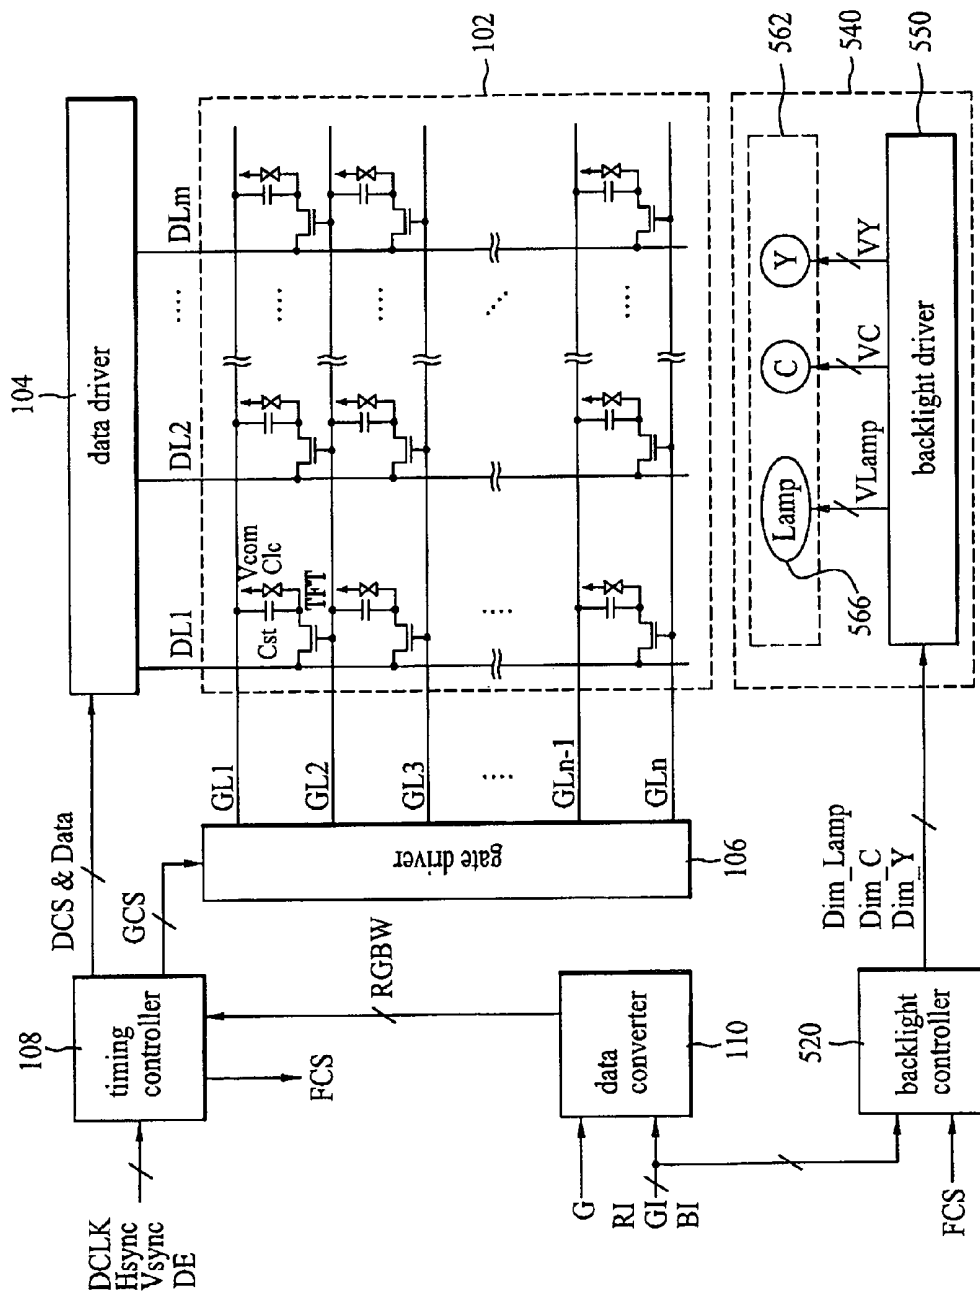 DCLK
Hsync
Vsync
DE
108
timing
controller
FCS
DCS & Data
GCS
104
data driver
DL1
DL2
....
DLm
102
Vcom
Clc
Cst
TFT
GL1
GL2
GL3
....
GLn-1
GLn
gate driver
106
RGBW
G
RI
GI
BI
data
converter
110
FCS
520
backlight
controller
Dim_Lamp
Dim_C
Dim_Y
Lamp
C
Y
566
VLamp
VC
VY
backlight driver
562
540
550